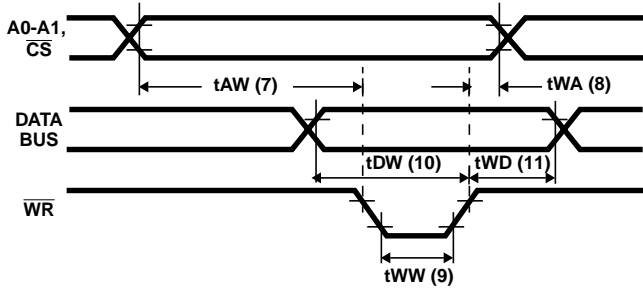 A0-A1,
CS
tAW (7)
tWA (8)
DATA
BUS
tDW (10)
tWD (11)
WR
tWW (9)